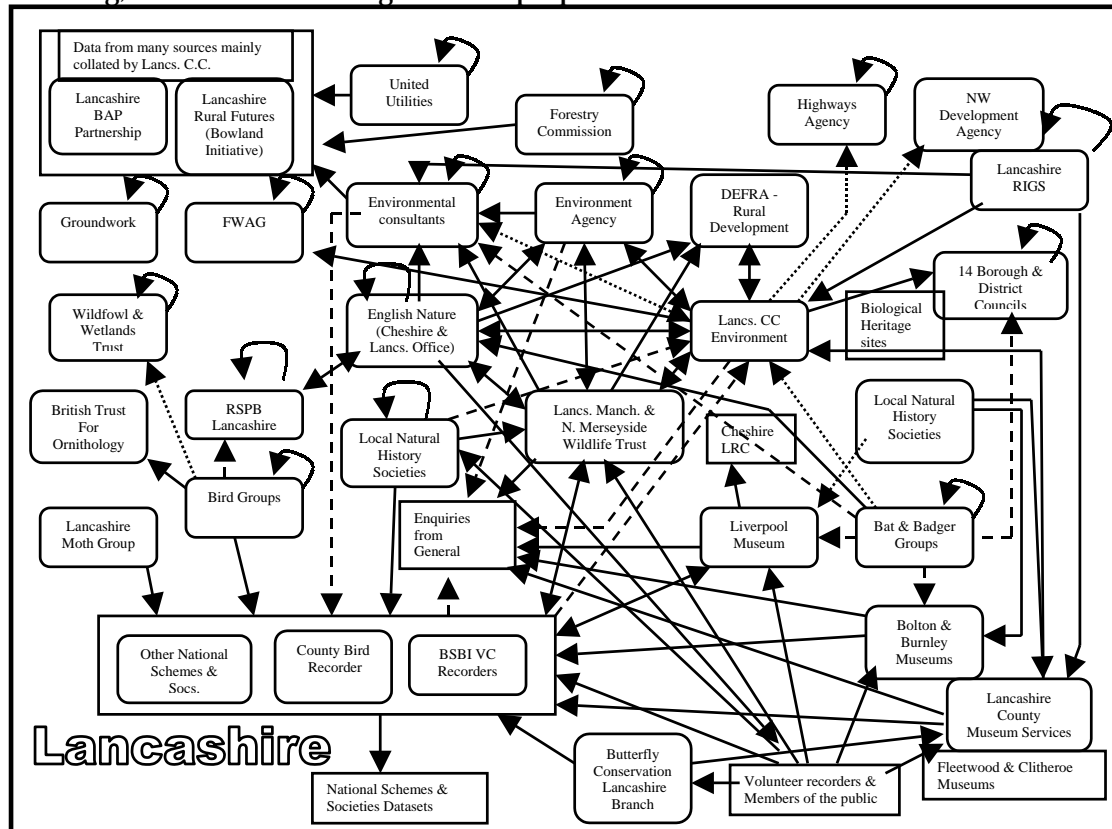 Data from many sources mainly
collated by Lancs. C.C.
Lancashire
BAP
Partnership
Lancashire
Rural Futures
(Bowland
Initiative)
United
Utilities
Forestry
Commission
Highways
Agency
NW
Development
Agency
Lancashire
RIGS
Groundwork
FWAG
Environmental
consultants
Environment
Agency
DEFRA -
Rural
Development
14 Borough &
District
Councils
Wildfowl &
Wetlands
Trust
English Nature
(Cheshire &
Lancs. Office)
Lancs. CC
Environment
Biological
Heritage
sites
British Trust
For
Ornithology
RSPB
Lancashire
Local Natural
History
Societies
Lancs. Manch. &
N. Merseyside
Wildlife Trust
Cheshire
LRC
Local Natural
History
Societies
Bird Groups
Lancashire
Moth Group
Enquiries
from
General
Liverpool
Museum
Bat & Badger
Groups
Other National
Schemes &
Socs.
County Bird
Recorder
BSBI VC
Recorders
Bolton &
Burnley
Museums
Lancashire
County
Museum Services
Lancashire
National Schemes &
Societies Datasets
Butterfly
Conservation
Lancashire
Branch
Volunteer recorders &
Members of the public
Fleetwood & Clitheroe
Museums